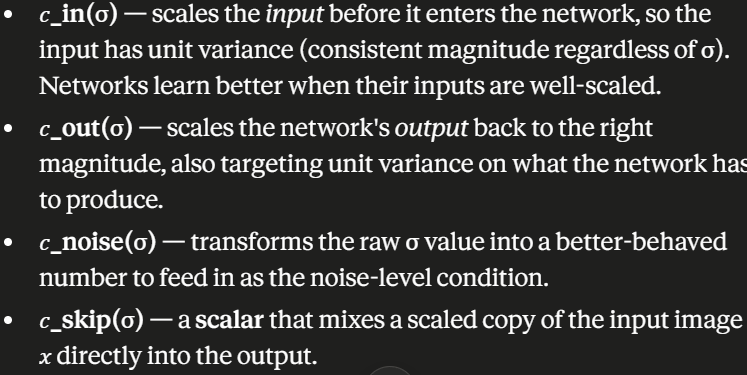 • c_in(σ) — scales the input before it enters the network, so the
input has unit variance (consistent magnitude regardless of σ).
Networks learn better when their inputs are well-scaled.
• c_out(σ) — scales the network's output back to the right
magnitude, also targeting unit variance on what the network has
to produce.
• c_noise(σ) — transforms the raw σ value into a better-behaved
number to feed in as the noise-level condition.
• c_skip(σ) — a scalar that mixes a scaled copy of the input image
x directly into the output.